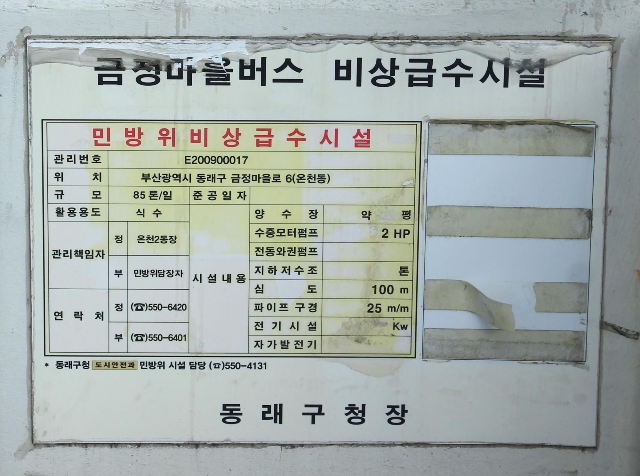 금정마을버스 비상급수시설
민방위비상급수시설
관리번호 E200900017
위 치 부산광역시 동래구 금정마을로 6(온천동)
규 모 85 톤/일 준공일자
활용용도 식 수 시설내용 양 수 장 약 평
관리책임자 정 온천2동장 수중모터펌프 2 HP
전동와권펌프
부 민방위담당자 지하저수조 톤
심 도 100 m
연 락 처 정 (☎)550-6420 파이프 구경 25 m/m
전 기 시 설 Kw
부 (☎)550-6401 자가발전기
* 동래구청 도시안전과 민방위 시설 담당 (☎)550-4131
동래구청장